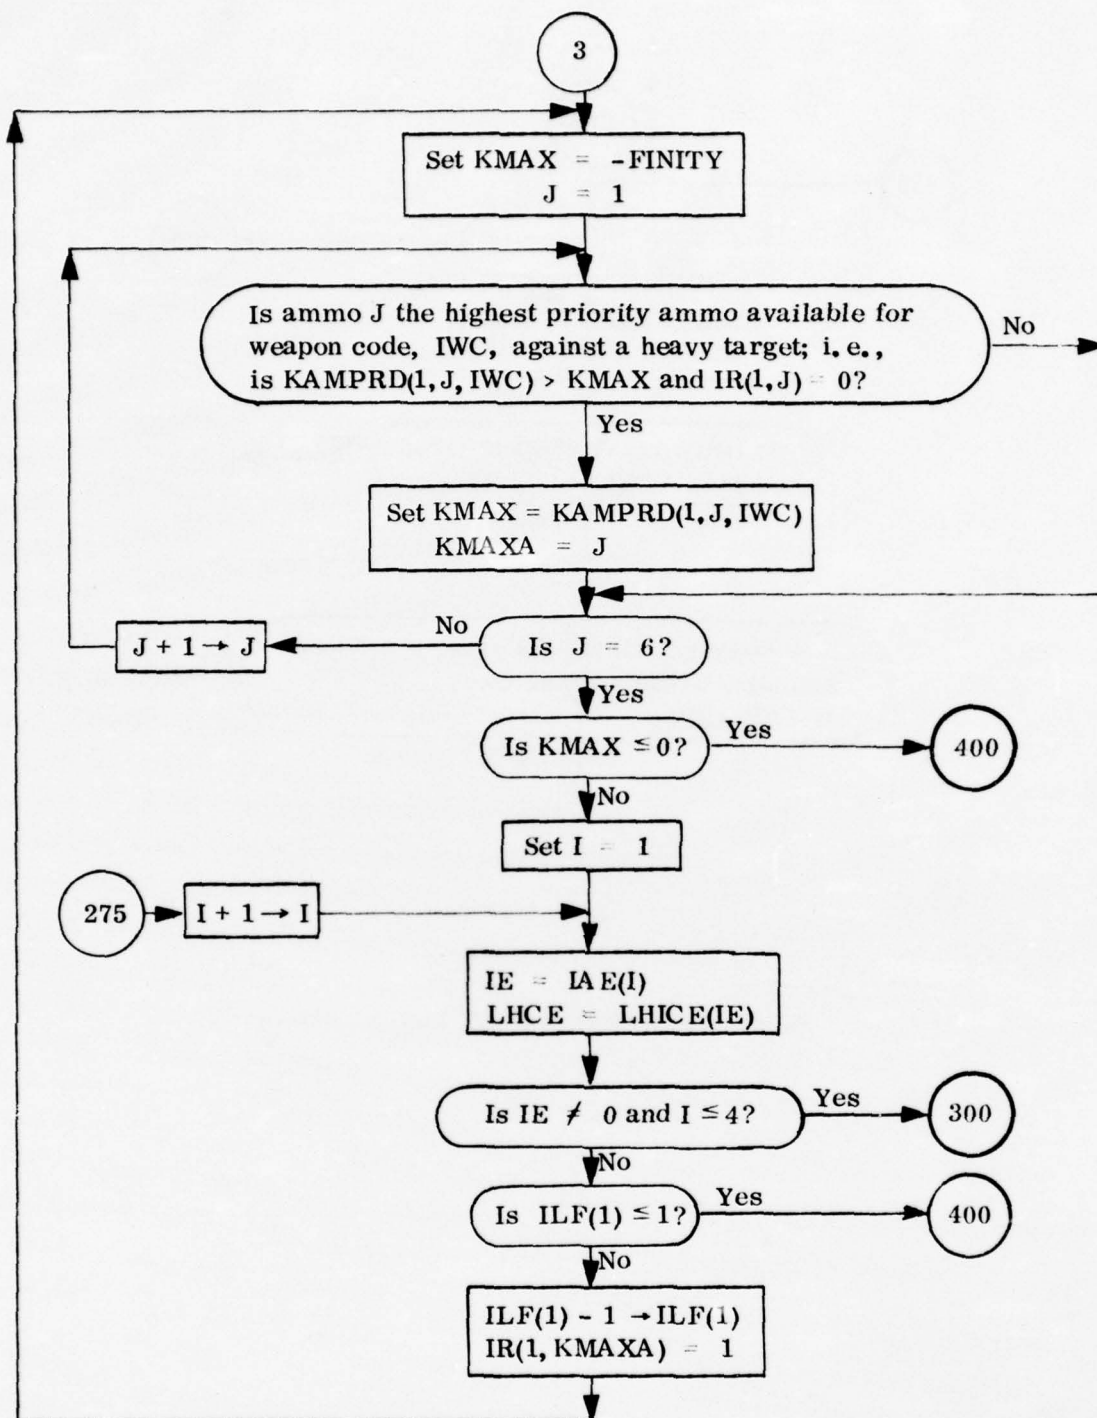 3
Set KMAX = -FINITY
J = 1
Is ammo J the highest priority ammo available for
weapon code, IWC, against a heavy target; i.e.,
is KAMPRD(1,J,IWC) > KMAX and IR(1,J) = 0?
No
Yes
Set KMAX = KAMPRD(1,J,IWC)
KMAXA = J
J + 1 → J
No
Is J = 6?
Yes
Is KMAX ≤ 0?
Yes
400
No
Set I = 1
275
I + 1 → I
IE = IAE(I)
LHCE = LHICE(IE)
Is IE ≠ 0 and I ≤ 4?
Yes
300
No
Is ILF(1) ≤ 1?
Yes
400
No
ILF(1) - 1 → ILF(1)
IR(1, KMAXA) = 1